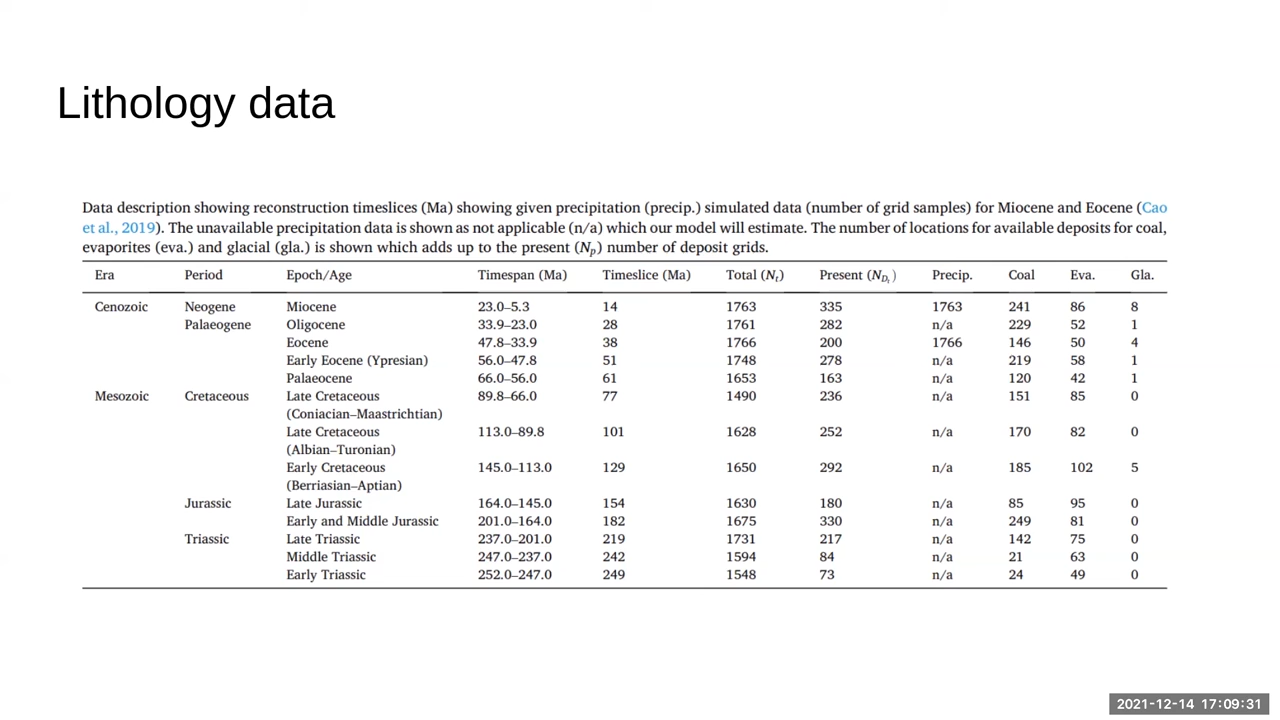 Lithology data
Data description showing reconstruction timeslices (Ma) showing given precipitation (precip.) simulated data (number of grid samples) for Miocene and Eocene (Cao
et al., 2019). The unavailable precipitation data is shown as not applicable (n/a) which our model will estimate. The number of locations for available deposits for coal,
evaporites (eva.) and glacial (gla.) is shown which adds up to the present (Np) number of deposit grids.
Era Period Epoch/Age Timespan (Ma) Timeslice (Ma) Total (Nt) Present (NDt) Precip. Coal Eva. Gla.
Cenozoic Neogene Miocene 23.0–5.3 14 1763 335 1763 241 86 8
Palaeogene Oligocene 33.9–23.0 28 1761 282 n/a 229 52 1
Eocene 47.8–33.9 38 1766 200 1766 146 50 4
Early Eocene (Ypresian) 56.0–47.8 51 1748 278 n/a 219 58 1
Palaeocene 66.0–56.0 61 1653 163 n/a 120 42 1
Mesozoic Cretaceous Late Cretaceous 89.8–66.0 77 1490 236 n/a 151 85 0
(Coniacian–Maastrichtian)
Late Cretaceous 113.0–89.8 101 1628 252 n/a 170 82 0
(Albian–Turonian)
Early Cretaceous 145.0–113.0 129 1650 292 n/a 185 102 5
(Berriasian–Aptian)
Jurassic Late Jurassic 164.0–145.0 154 1630 180 n/a 85 95 0
Early and Middle Jurassic 201.0–164.0 182 1675 330 n/a 249 81 0
Triassic Late Triassic 237.0–201.0 219 1731 217 n/a 142 75 0
Middle Triassic 247.0–237.0 242 1594 84 n/a 21 63 0
Early Triassic 252.0–247.0 249 1548 73 n/a 24 49 0
2021-12-14 17:09:31